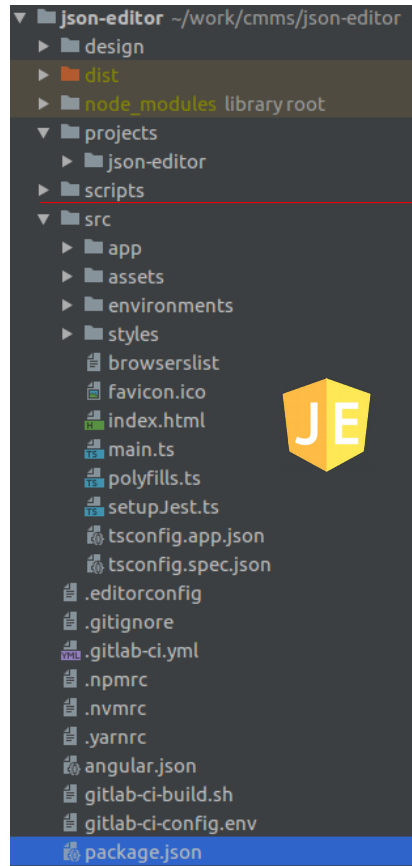 json-editor ~/work/cmms/json-editor
design
dist
node_modules library root
projects
json-editor
scripts
src
app
assets
environments
styles
browserslist
favicon.ico
index.html
JE
main.ts
polyfills.ts
setupJest.ts
tsconfig.app.json
tsconfig.spec.json
.editorconfig
.gitignore
.gitlab-ci.yml
.npmrc
.nvmrc
.yarnrc
angular.json
gitlab-ci-build.sh
gitlab-ci-config.env
package.json